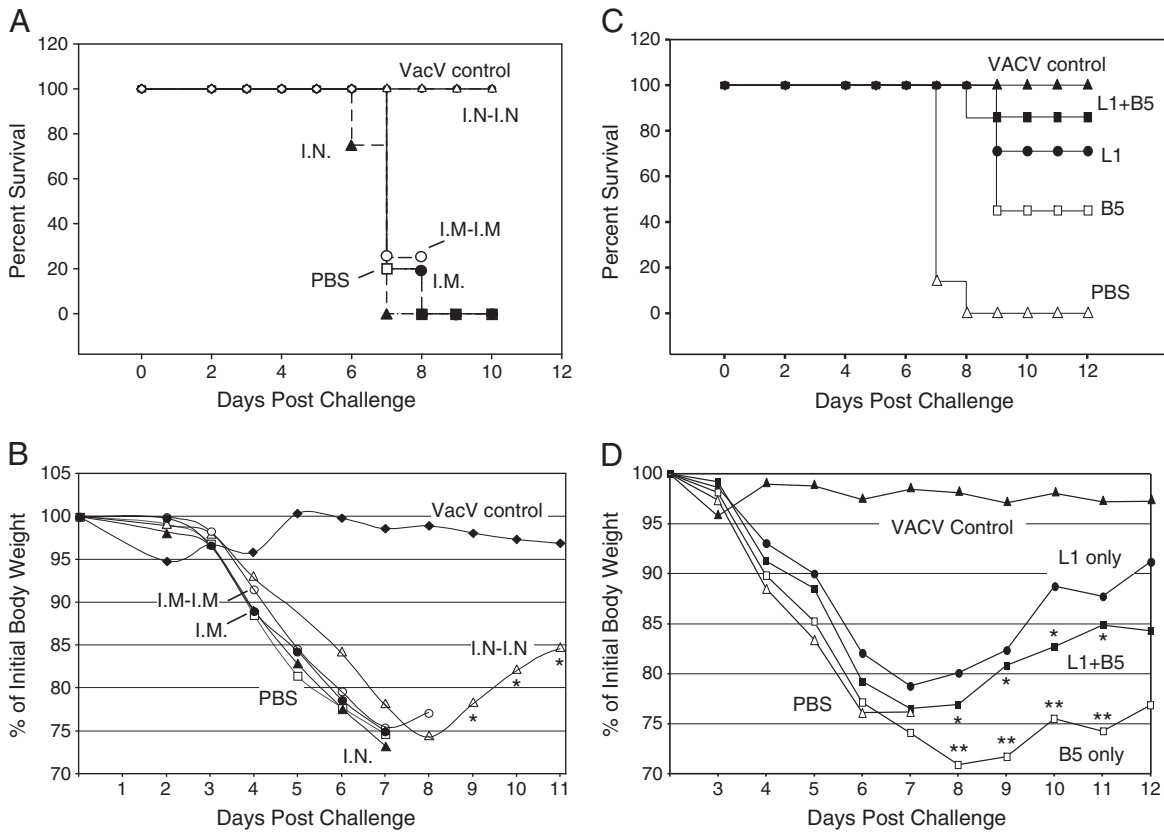 A
120
100
80
60
40
20
0
Percent Survival
VacV control
I.N-I.N
I.N.
I.M-I.M
PBS
I.M.
0 2 4 6 8 10 12
Days Post Challenge
C
120
100
80
60
40
20
0
Percent Survival
VACV control
L1+B5
L1
B5
PBS
0 2 4 6 8 10 12
Days Post Challenge
B
105
100
95
90
85
80
75
70
% of Initial Body Weight
VacV control
I.M-I.M
I.M.
I.N-I.N
*
*
*
PBS
I.N.
1 2 3 4 5 6 7 8 9 10 11
Days Post Challenge
D
100
95
90
85
80
75
70
% of Initial Body Weight
VACV Control
L1 only
* *
L1+B5
*
*
PBS
** **
** **
B5 only
3 4 5 6 7 8 9 10 11 12
Days Post Challenge